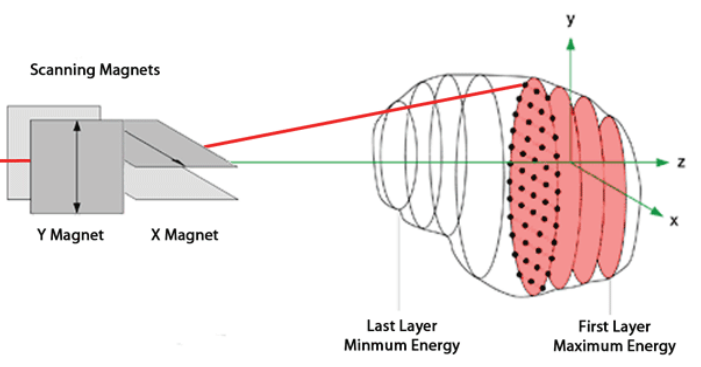 Scanning Magnets
Y Magnet
X Magnet
y
z
x
Last Layer
Minmum Energy
First Layer
Maximum Energy